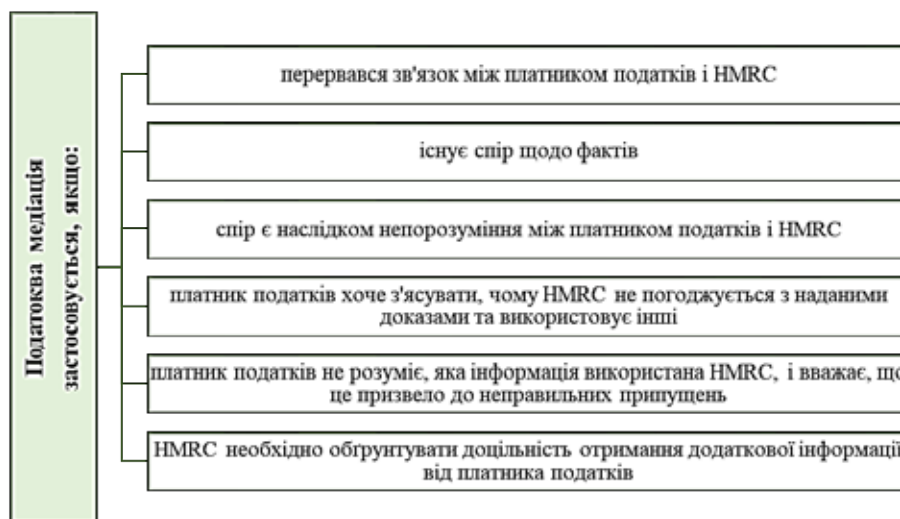 Податоква медіація
застосовується, якщо:
перервався зв'язок між платником податків і HMRC
існує спір щодо фактів
спір є наслідком непорозуміння між платником податків і HMRC
платник податків хоче з'ясувати, чому HMRC не погоджується з наданими
доказами та використовує інші
платник податків не розуміє, яка інформація використана HMRC, і вважає, що
це призвело до неправильних припущень
HMRC необхідно обґрунтувати доцільність отримання додаткової інформації
від платника податків